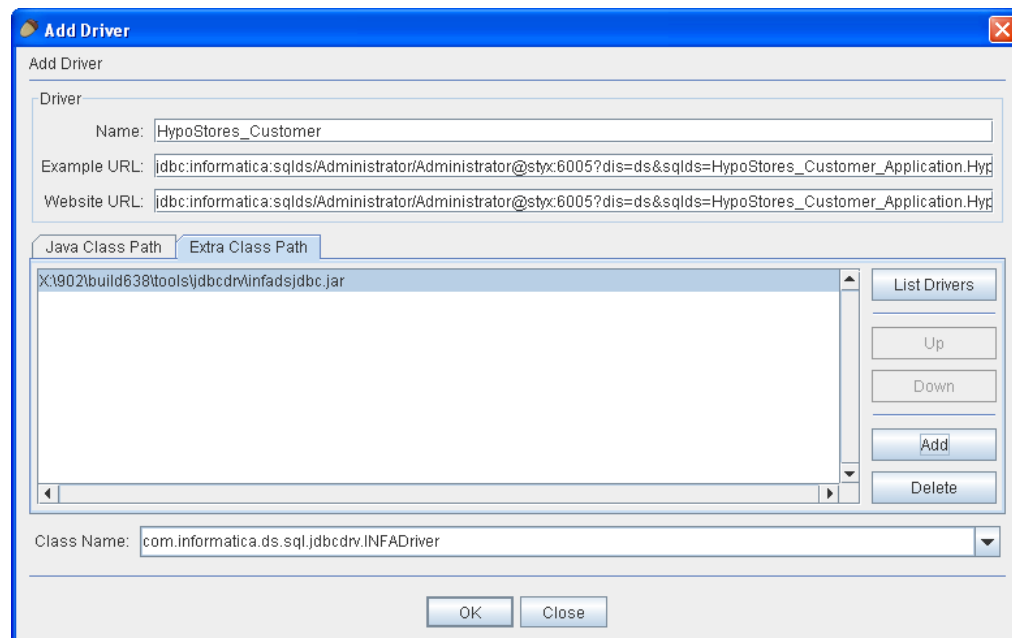 Add Driver
Add Driver
Driver
Name: HypoStores_Customer
Example URL: jdbc:informatica:sqlds/Administrator/Administrator@styx:6005?dis=ds&sqlds=HypoStores_Customer_Application.Hyp
Website URL: jdbc:informatica:sqlds/Administrator/Administrator@styx:6005?dis=ds&sqlds=HypoStores_Customer_Application.Hyp
Java Class Path Extra Class Path
X:\902\build638\tools\jdbcdrv\infadsjdbc.jar
List Drivers
Up
Down
Add
Delete
Class Name: com.informatica.ds.sql.jdbcdrv.INFADriver
OK Close